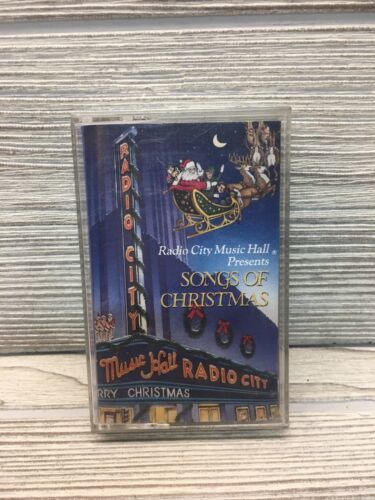 Radio City Music Hall®
Presents
SONGS OF
CHRISTMAS
RADIO CITY
Music Hall RADIO CITY
RRY CHRISTMAS